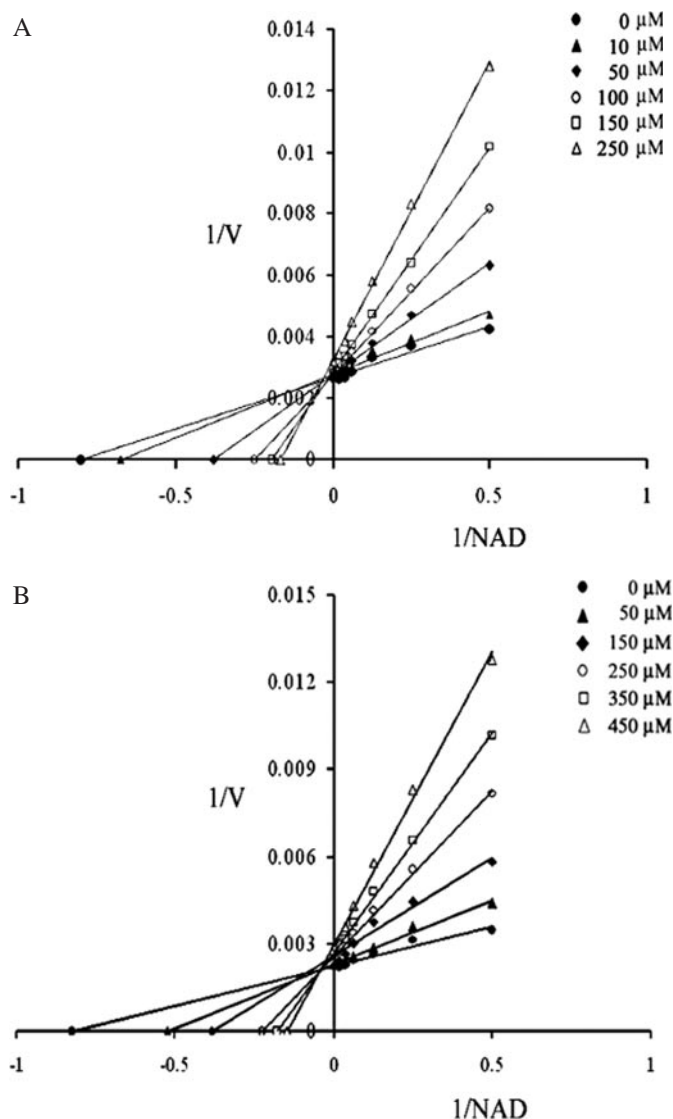 A
0 µM
10 µM
50 µM
100 µM
150 µM
250 µM
0.014
0.012
0.01
0.008
0.006
0.004
0.002
0
1/V
-1
-0.5
0
0.5
1
1/NAD
B
0 µM
50 µM
150 µM
250 µM
350 µM
450 µM
0.015
0.012
0.009
0.006
0.003
0
1/V
-1
-0.5
0
0.5
1
1/NAD